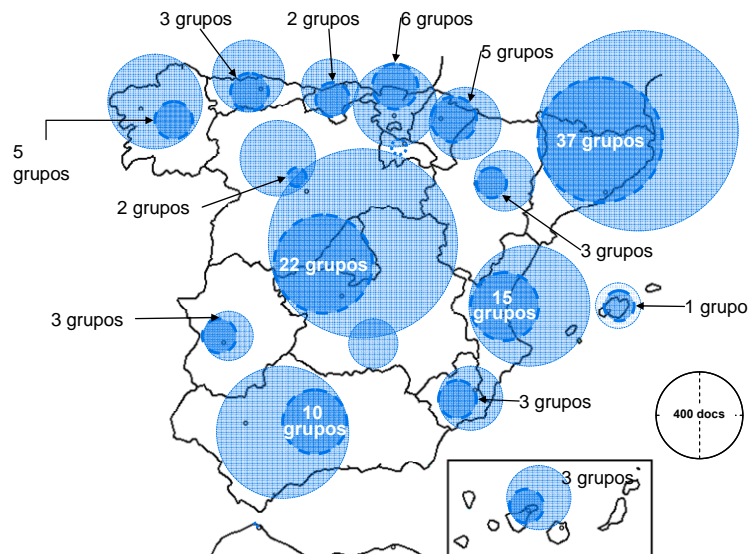 3 grupos
2 grupos
6 grupos
5 grupos
37 grupos
5
grupos
2 grupos
3 grupos
22 grupos
15
grupos
1 grupo
3 grupos
10
grupos
3 grupos
400 docs
3 grupos